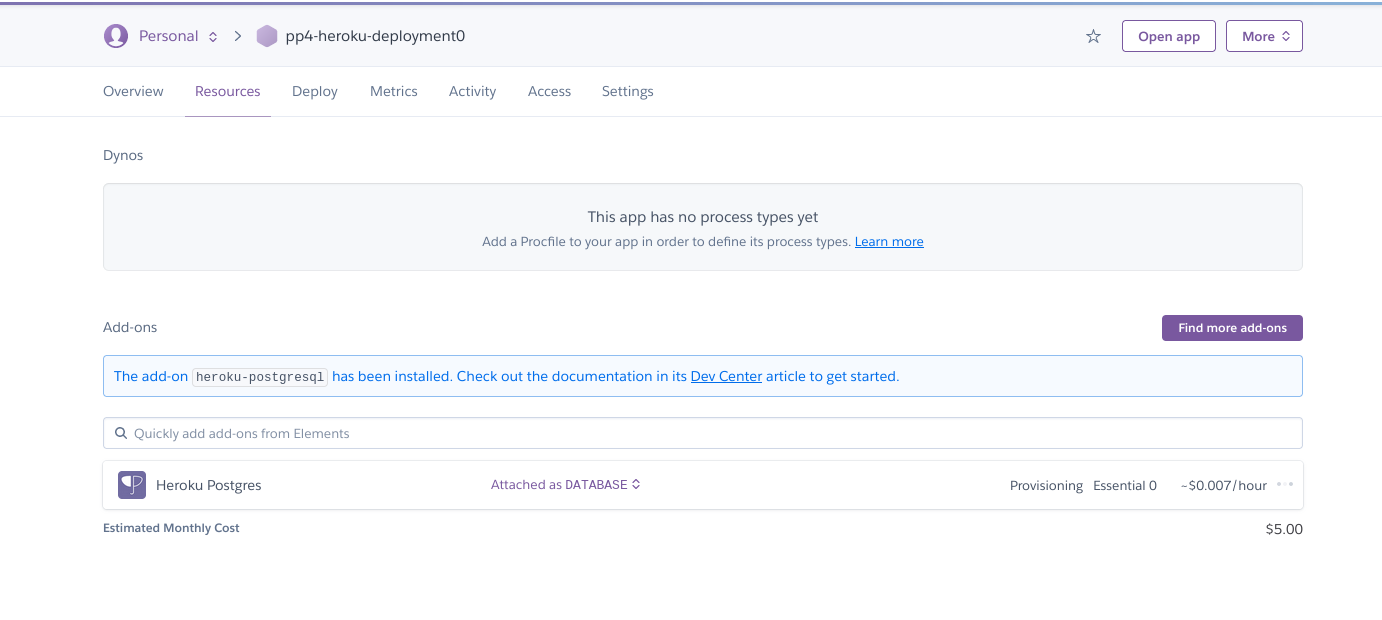 Personal > pp4-heroku-deployment0 Open app More
Overview Resources Deploy Metrics Activity Access Settings
Dynos
This app has no process types yet
Add a Procfile to your app in order to define its process types. Learn more
Add-ons Find more add-ons
The add-on heroku-postgresql has been installed. Check out the documentation in its Dev Center article to get started.
Quickly add add-ons from Elements
Heroku Postgres Attached as DATABASE Provisioning Essential 0 ~$0.007/hour
Estimated Monthly Cost $5.00